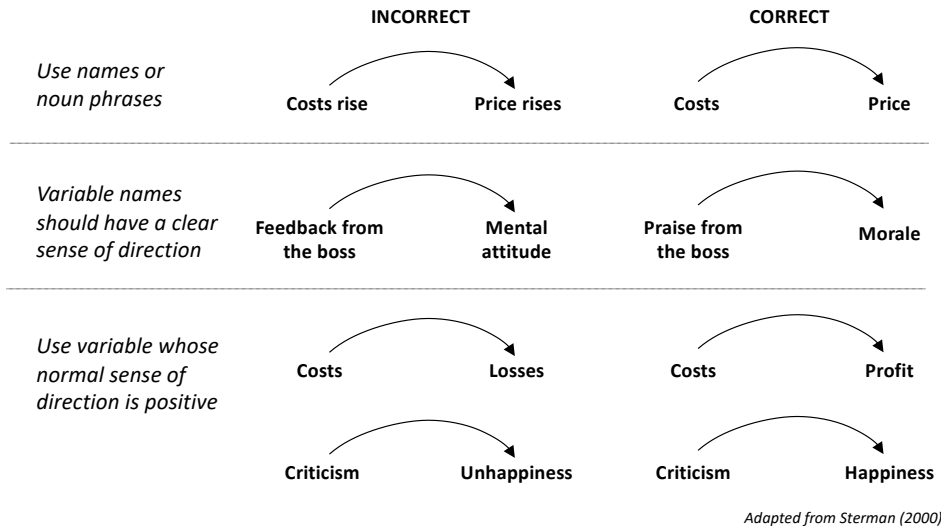 INCORRECT
CORRECT
Use names or
noun phrases
Costs rise
Price rises
Costs
Price
Variable names
should have a clear
sense of direction
Feedback from
the boss
Mental
attitude
Praise from
the boss
Morale
Use variable whose
normal sense of
direction is positive
Costs
Losses
Costs
Profit
Criticism
Unhappiness
Criticism
Happiness
Adapted from Sterman (2000)